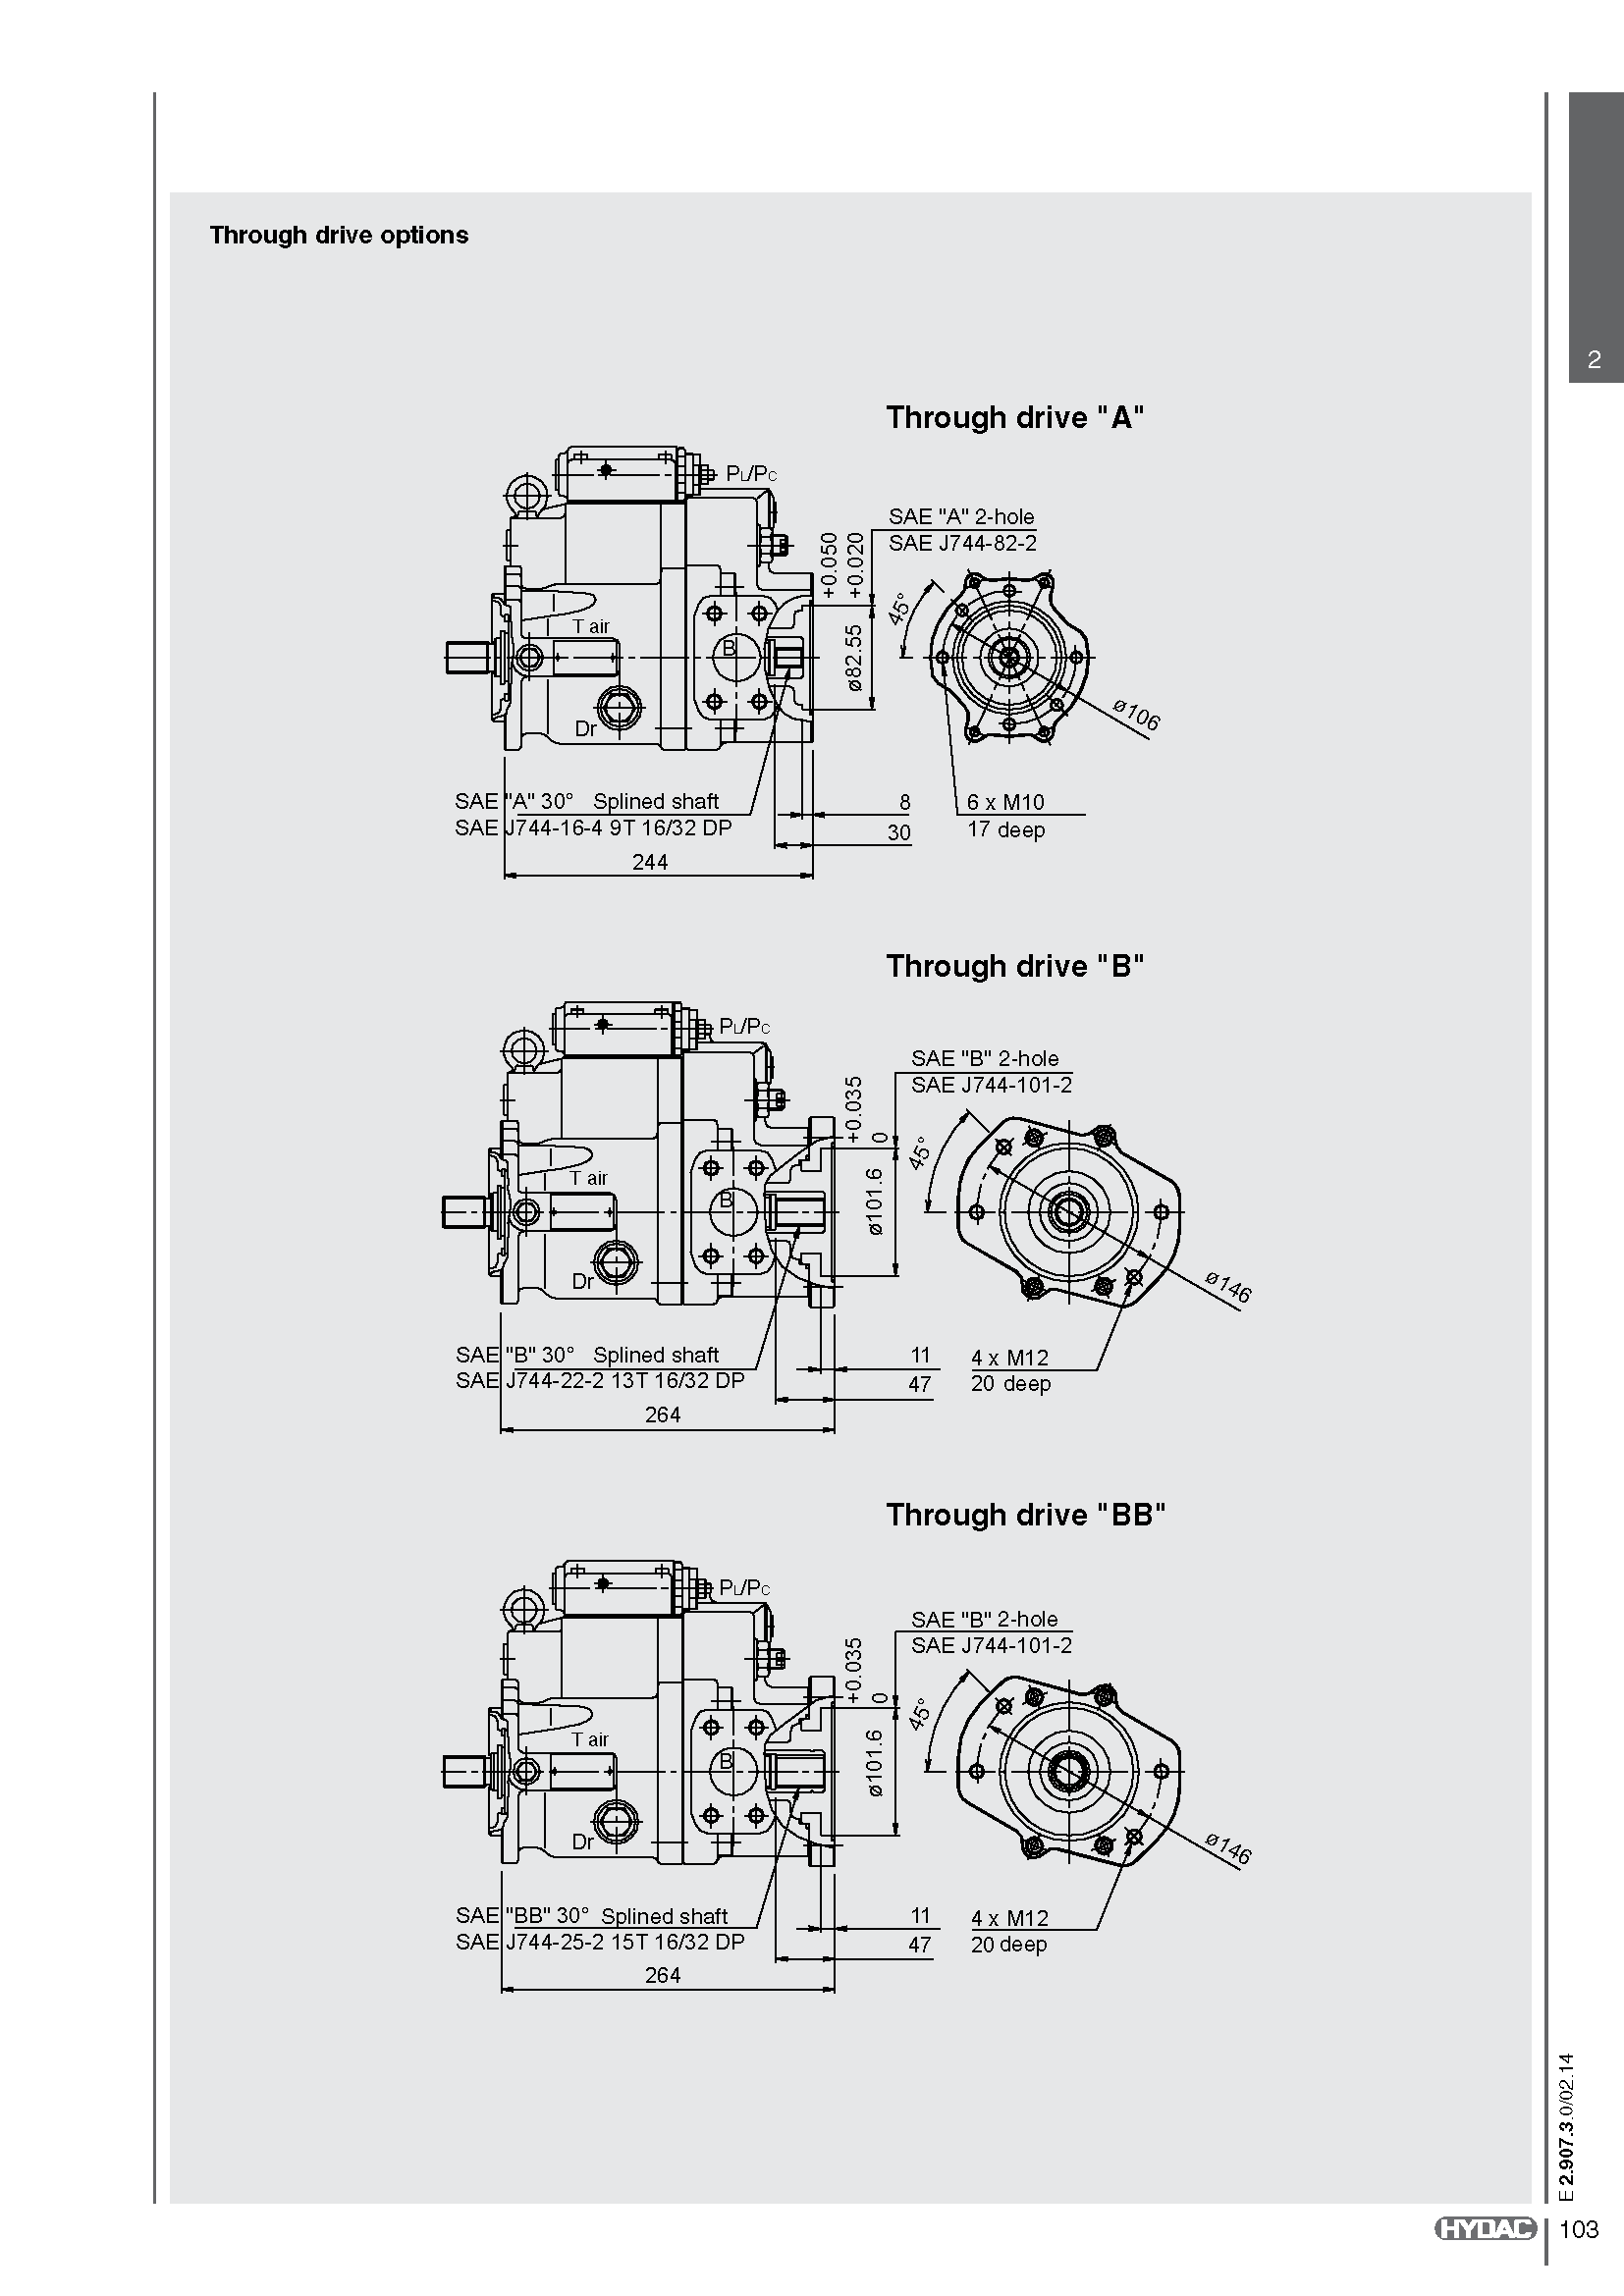 2
Through drive options
Through drive "A"
PL/PC
SAE "A" 2-hole
SAE J744-82-2
+0.050
+0.020
ø82.55
45°
T air
B
Dr
ø106
SAE "A" 30° Splined shaft
SAE J744-16-4 9T 16/32 DP
8
30
244
6 x M10
17 deep
Through drive "B"
PL/PC
SAE "B" 2-hole
SAE J744-101-2
+0.035
0
ø101.6
45°
T air
B
Dr
ø146
SAE "B" 30° Splined shaft
SAE J744-22-2 13T 16/32 DP
11
47
264
4 x M12
20 deep
Through drive "BB"
PL/PC
SAE "B" 2-hole
SAE J744-101-2
+0.035
0
ø101.6
45°
T air
B
Dr
ø146
SAE "BB" 30° Splined shaft
SAE J744-25-2 15T 16/32 DP
11
47
264
4 x M12
20 deep
E 2.907.3.0/02.14
HYDAC
103